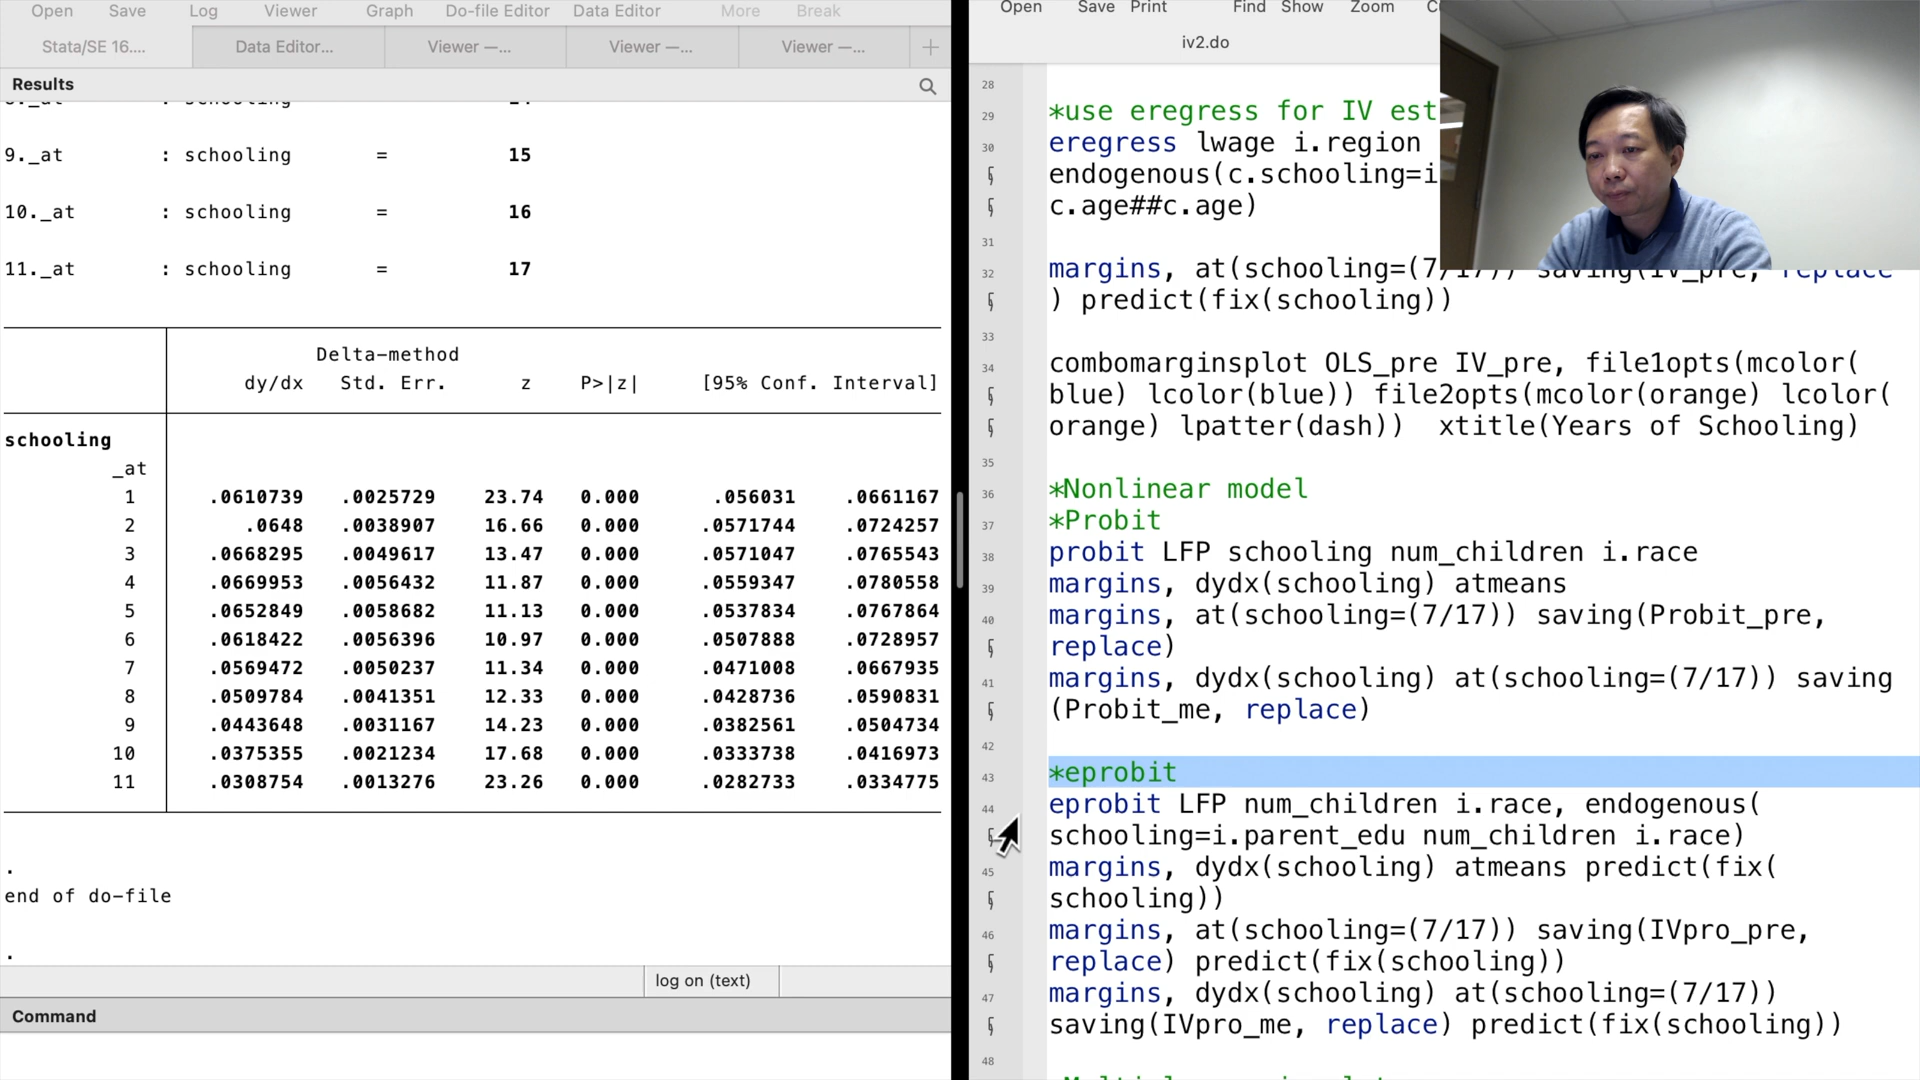 Open Save Log Viewer Graph Do-file Editor Data Editor More Break
Stata/SE 16.... Data Editor... Viewer —... Viewer —... Viewer —...
Results
9._at : schooling = 15
10._at : schooling = 16
11._at : schooling = 17
Delta-method
dy/dx Std. Err. z P>|z| [95% Conf. Interval]
schooling
_at
1 .0610739 .0025729 23.74 0.000 .056031 .0661167
2 .0648 .0038907 16.66 0.000 .0571744 .0724257
3 .0668295 .0049617 13.47 0.000 .0571047 .0765543
4 .0669953 .0056432 11.87 0.000 .0559347 .0780558
5 .0652849 .0058682 11.13 0.000 .0537834 .0767864
6 .0618422 .0056396 10.97 0.000 .0507888 .0728957
7 .0569472 .0050237 11.34 0.000 .0471008 .0667935
8 .0509784 .0041351 12.33 0.000 .0428736 .0590831
9 .0443648 .0031167 14.23 0.000 .0382561 .0504734
10 .0375355 .0021234 17.68 0.000 .0333738 .0416973
11 .0308754 .0013276 23.26 0.000 .0282733 .0334775
.
end of do-file
.
log on (text)
Command
Open Save Print Find Show Zoom
iv2.do
28
29 *use eregress for IV est
30 eregress lwage i.region
endogenous(c.schooling=i
c.age##c.age)
31
32 margins, at(schooling=(7/17)) saving(IV_pre, replace
) predict(fix(schooling))
33
34 combomarginsplot OLS_pre IV_pre, file1opts(mcolor(
blue) lcolor(blue)) file2opts(mcolor(orange) lcolor(
orange) lpatter(dash)) xtitle(Years of Schooling)
35
36 *Nonlinear model
37 *Probit
38 probit LFP schooling num_children i.race
39 margins, dydx(schooling) atmeans
40 margins, at(schooling=(7/17)) saving(Probit_pre,
replace)
41 margins, dydx(schooling) at(schooling=(7/17)) saving
(Probit_me, replace)
42
43 *eprobit
44 eprobit LFP num_children i.race, endogenous(
schooling=i.parent_edu num_children i.race)
45 margins, dydx(schooling) atmeans predict(fix(
schooling))
46 margins, at(schooling=(7/17)) saving(IVpro_pre,
replace) predict(fix(schooling))
47 margins, dydx(schooling) at(schooling=(7/17))
saving(IVpro_me, replace) predict(fix(schooling))
48